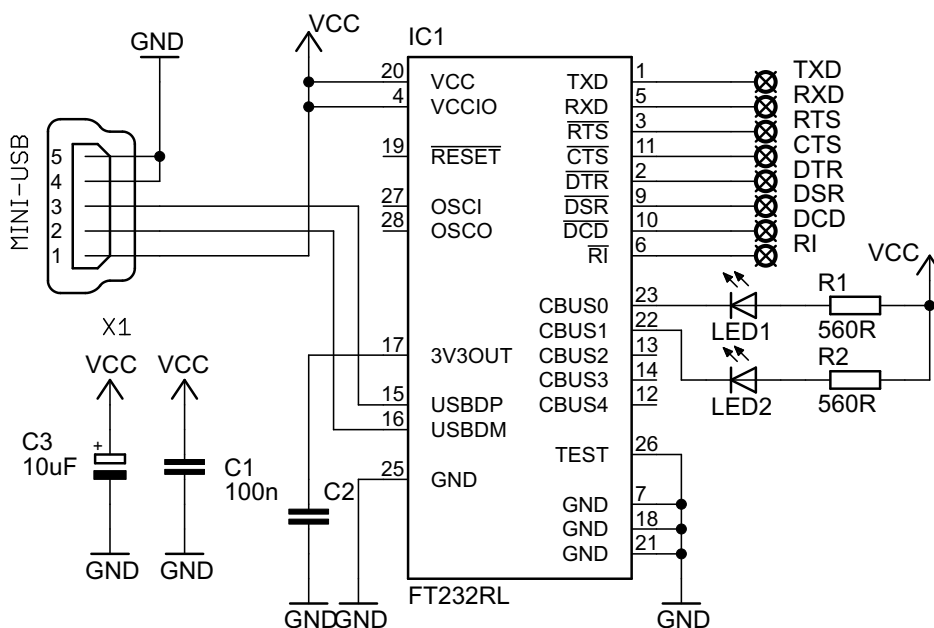 VCC
GND
IC1
20 VCC
4 VCCIO
19 RESET
27 OSCI
28 OSCO
17 3V3OUT
15 USBDP
16 USBDM
25 GND
TXD 1 TXD
RXD 5 RXD
RTS 3 RTS
CTS 11 CTS
DTR 2 DTR
DSR 9 DSR
DCD 10 DCD
RI 6 RI
CBUS0 23
CBUS1 22
CBUS2 13
CBUS3 14
CBUS4 12
TEST 26
GND 7
GND 18
GND 21
FT232RL
MINI-USB
5
4
3
2
1
X1
VCC
VCC
C3
10uF
+
C1
100n
C2
GND
GND
GND
GND
GND
VCC
LED1
R1
560R
LED2
R2
560R